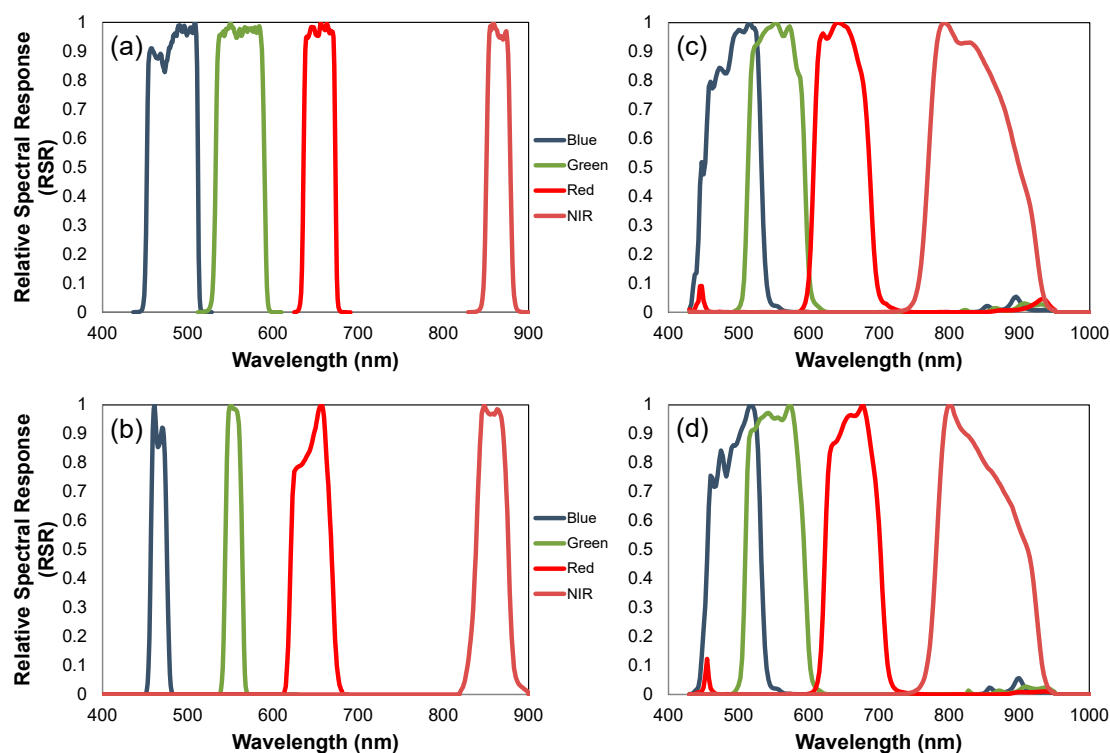 (a)
Relative Spectral Response
(RSR)
1
0.9
0.8
0.7
0.6
0.5
0.4
0.3
0.2
0.1
0
400 500 600 700 800 900
Wavelength (nm)
Blue
Green
Red
NIR
(c)
1
0.9
0.8
0.7
0.6
0.5
0.4
0.3
0.2
0.1
0
400 500 600 700 800 900 1000
Wavelength (nm)
(b)
Relative Spectral Response
(RSR)
1
0.9
0.8
0.7
0.6
0.5
0.4
0.3
0.2
0.1
0
400 500 600 700 800 900
Wavelength (nm)
Blue
Green
Red
NIR
(d)
1
0.9
0.8
0.7
0.6
0.5
0.4
0.3
0.2
0.1
0
400 500 600 700 800 900 1000
Wavelength (nm)